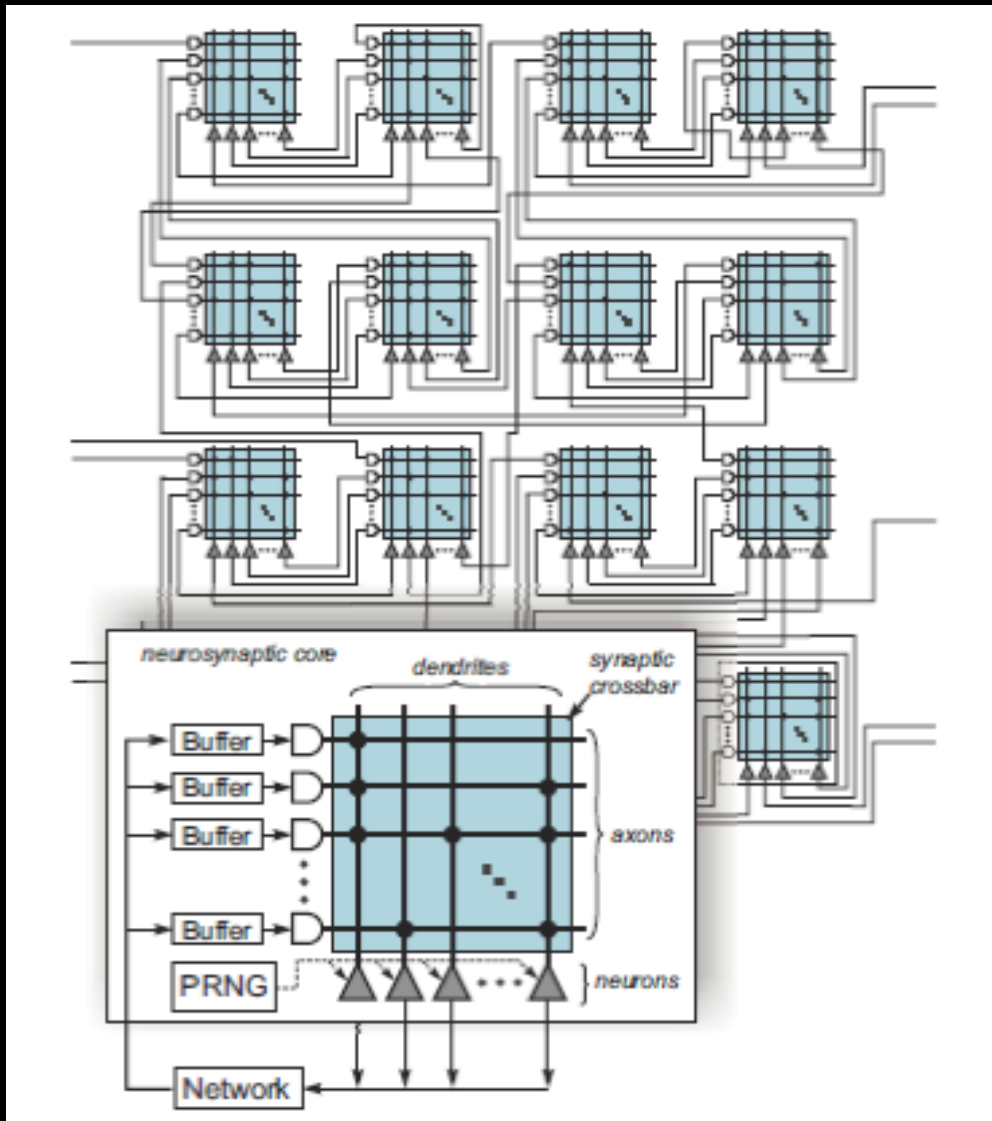 neurosynaptic core
dendrites
synaptic
crossbar
Buffer
Buffer
Buffer
axons
Buffer
PRNG
neurons
Network